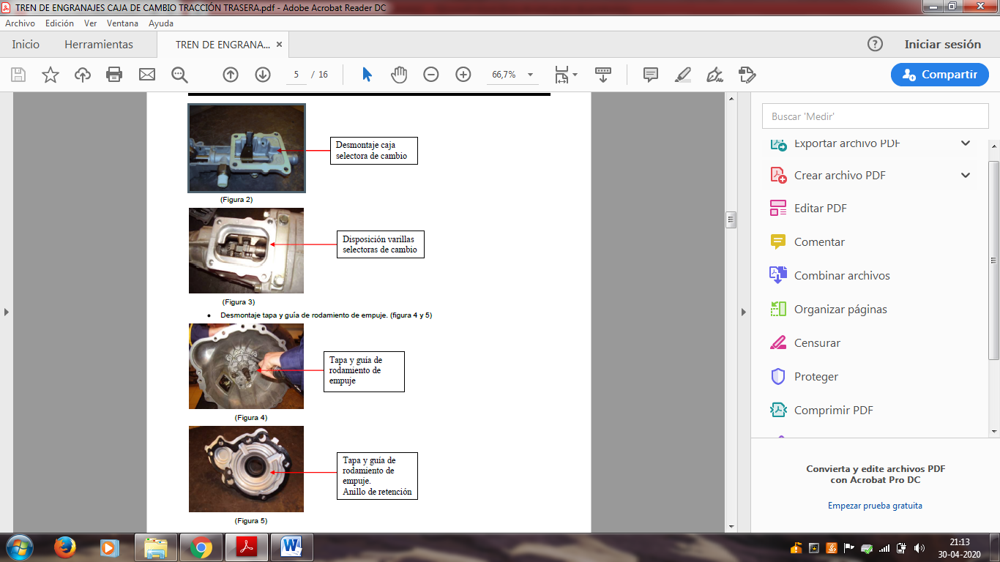 TREN DE ENGRANAJES CAJA DE CAMBIO TRACCIÓN TRASERA.pdf - Adobe Acrobat Reader DC
Archivo Edición Ver Ventana Ayuda
Inicio Herramientas TREN DE ENGRANA... Iniciar sesión
5 / 16 66,7% Compartir
Desmontaje caja
selectora de cambio
(Figura 2)
Disposición varillas
selectoras de cambio
(Figura 3)
• Desmontaje tapa y guía de rodamiento de empuje. (figura 4 y 5)
Tapa y guía de
rodamiento de
empuje
(Figura 4)
Tapa y guía de
rodamiento de
empuje.
Anillo de retención
(Figura 5)
Buscar 'Medir'
Exportar archivo PDF
Crear archivo PDF
Editar PDF
Comentar
Combinar archivos
Organizar páginas
Censurar
Proteger
Comprimir PDF
Convierta y edite archivos PDF
con Acrobat Pro DC
Empezar prueba gratuita
21:13
30-04-2020